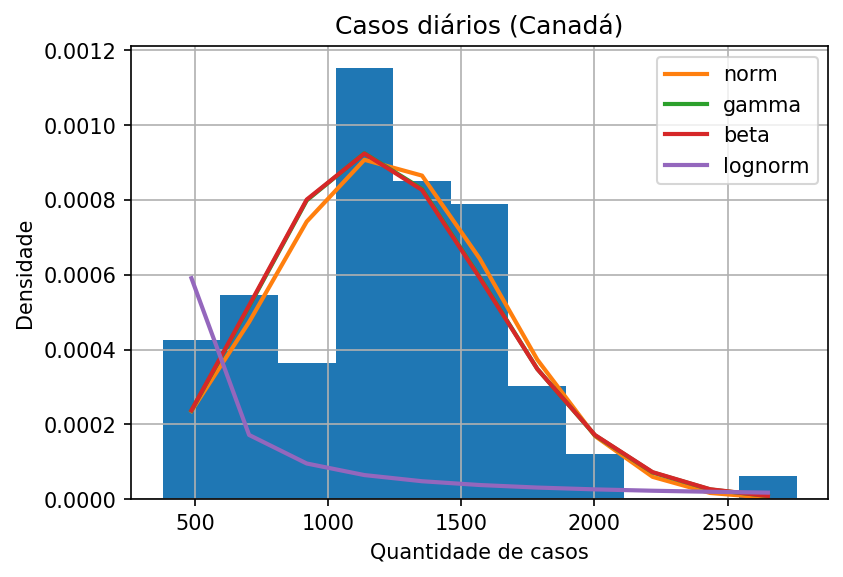 Casos diários (Canadá)
Densidade
0.0012
0.0010
0.0008
0.0006
0.0004
0.0002
0.0000
norm
gamma
beta
lognorm
500
1000
1500
2000
2500
Quantidade de casos